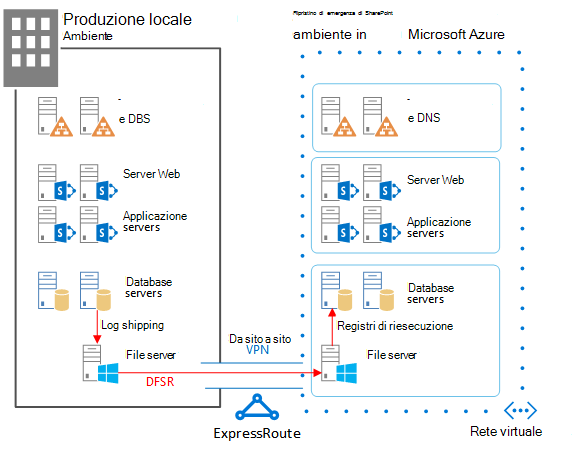 Produzione locale
Ambiente
-
e DBS
Server Web
Applicazione
servers
Database
servers
Log shipping
File server
DFSR
Da sito a sito
VPN
ExpressRoute
Ripristino di emergenza di SharePoint
ambiente in Microsoft Azure
-
e DNS
Server Web
Applicazione
servers
Database
servers
Registri di riesecuzione
File server
Rete virtuale